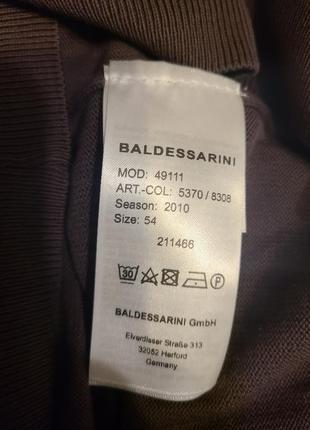 BALDESSARINI
MOD: 49111
ART.-COL: 5370 / 8308
Season: 2010
Size: 54
211466
30 P
BALDESSARINI GmbH
Elverdisser Straße 313
32052 Herford
Germany